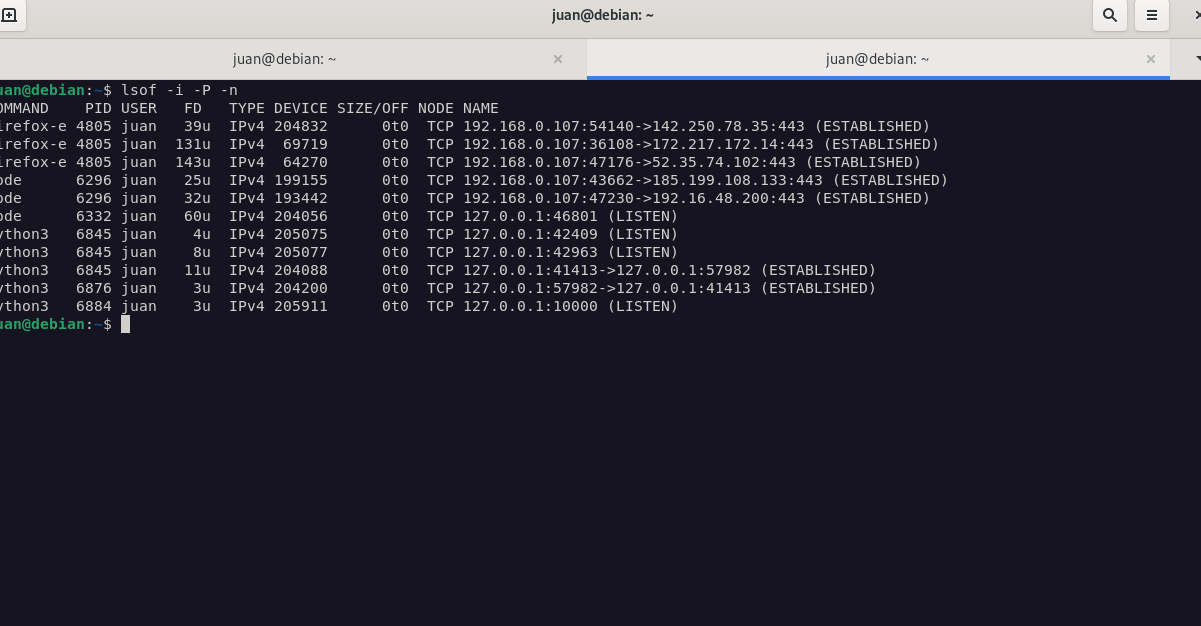 juan@debian: ~
juan@debian: ~
juan@debian: ~
uan@debian:~$ lsof -i -P -n
OMMAND    PID USER   FD   TYPE DEVICE SIZE/OFF NODE NAME
irefox-e 4805 juan   39u  IPv4 204832      0t0  TCP 192.168.0.107:54140->142.250.78.35:443 (ESTABLISHED)
irefox-e 4805 juan  131u  IPv4  69719      0t0  TCP 192.168.0.107:36108->172.217.172.14:443 (ESTABLISHED)
irefox-e 4805 juan  143u  IPv4  64270      0t0  TCP 192.168.0.107:47176->52.35.74.102:443 (ESTABLISHED)
ode      6296 juan   25u  IPv4 199155      0t0  TCP 192.168.0.107:43662->185.199.108.133:443 (ESTABLISHED)
ode      6296 juan   32u  IPv4 193442      0t0  TCP 192.168.0.107:47230->192.16.48.200:443 (ESTABLISHED)
ode      6332 juan   60u  IPv4 204056      0t0  TCP 127.0.0.1:46801 (LISTEN)
ython3   6845 juan    4u  IPv4 205075      0t0  TCP 127.0.0.1:42409 (LISTEN)
ython3   6845 juan    8u  IPv4 205077      0t0  TCP 127.0.0.1:42963 (LISTEN)
ython3   6845 juan   11u  IPv4 204088      0t0  TCP 127.0.0.1:41413->127.0.0.1:57982 (ESTABLISHED)
ython3   6876 juan    3u  IPv4 204200      0t0  TCP 127.0.0.1:57982->127.0.0.1:41413 (ESTABLISHED)
ython3   6884 juan    3u  IPv4 205911      0t0  TCP 127.0.0.1:10000 (LISTEN)
uan@debian:~$